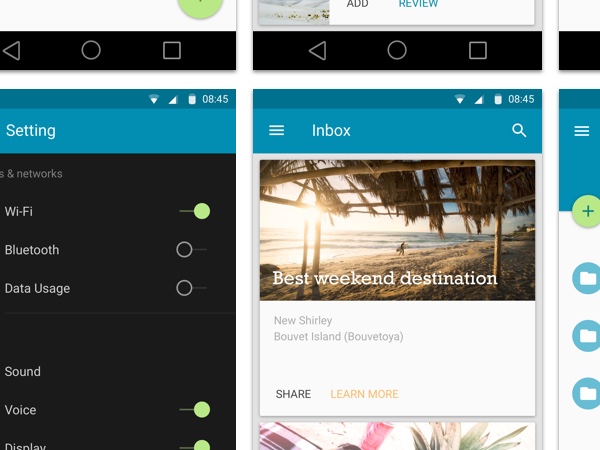 ADD REVIEW
08:45
Setting
s & networks
Wi-Fi
Bluetooth
Data Usage
Sound
Voice
Display
08:45
Inbox
Best weekend destination
New Shirley
Bouvet Island (Bouvetoya)
SHARE LEARN MORE